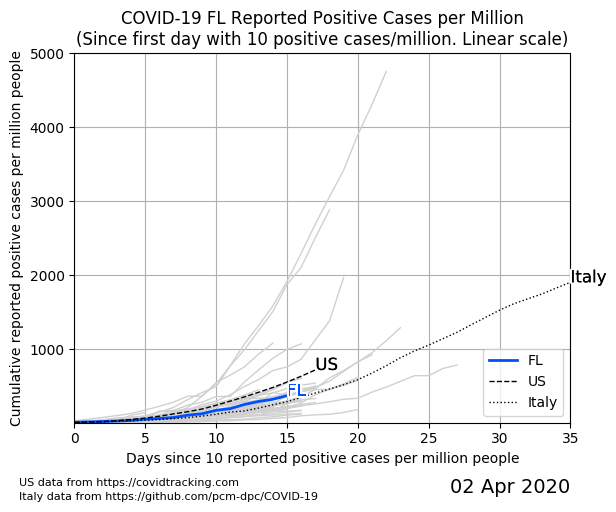 COVID-19 FL Reported Positive Cases per Million
(Since first day with 10 positive cases/million. Linear scale)
Cumulative reported positive cases per million people
5000
4000
3000
2000
1000
Italy
US
FL
FL
US
Italy
0 5 10 15 20 25 30 35
Days since 10 reported positive cases per million people
US data from https://covidtracking.com
Italy data from https://github.com/pcm-dpc/COVID-19
02 Apr 2020